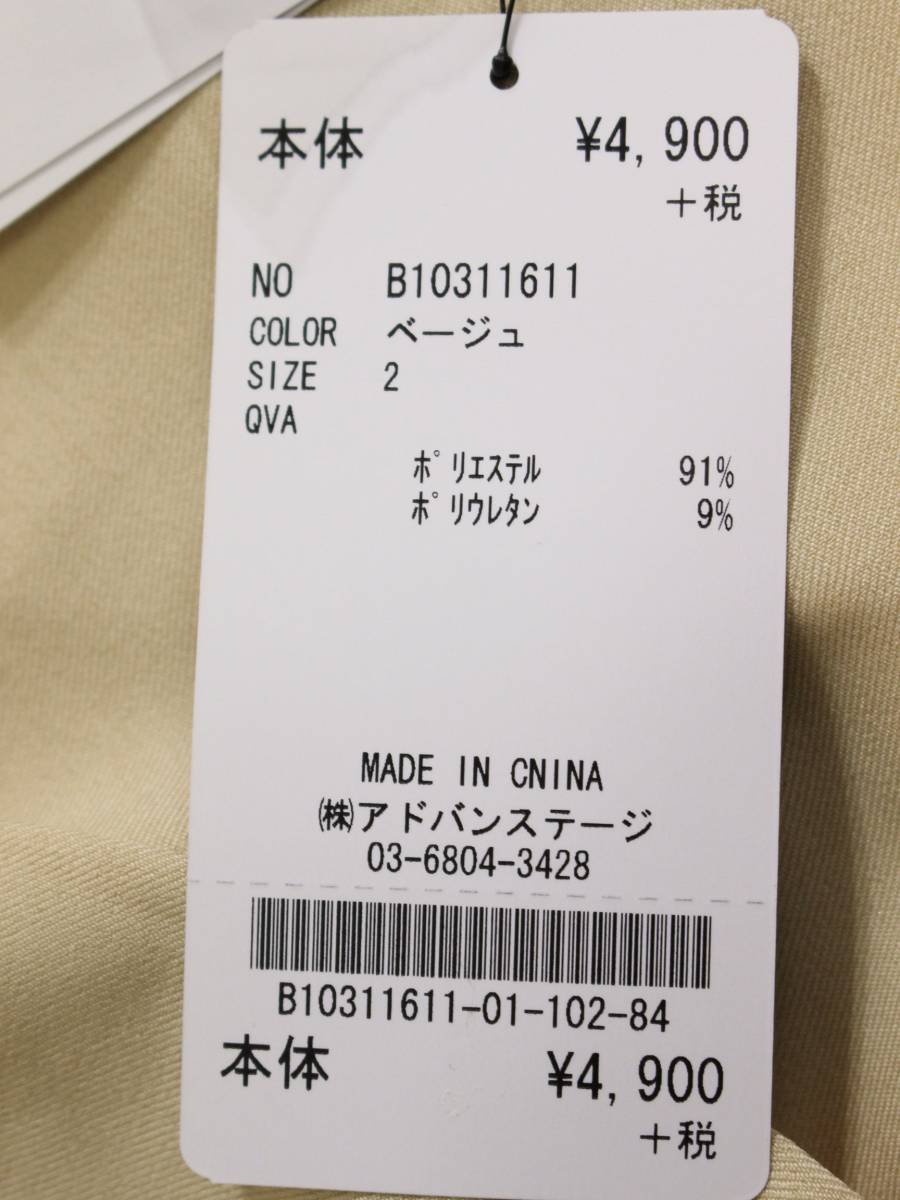 本体 ¥4,900
+税
NO B10311611
COLOR ベージュ
SIZE 2
QVA
ﾎﾟﾘｴｽﾃﾙ 91%
ﾎﾟﾘｳﾚﾀﾝ 9%
MADE IN CNINA
㈱アドバンステージ
03-6804-3428
B10311611-01-102-84
本体 ¥4,900
+税